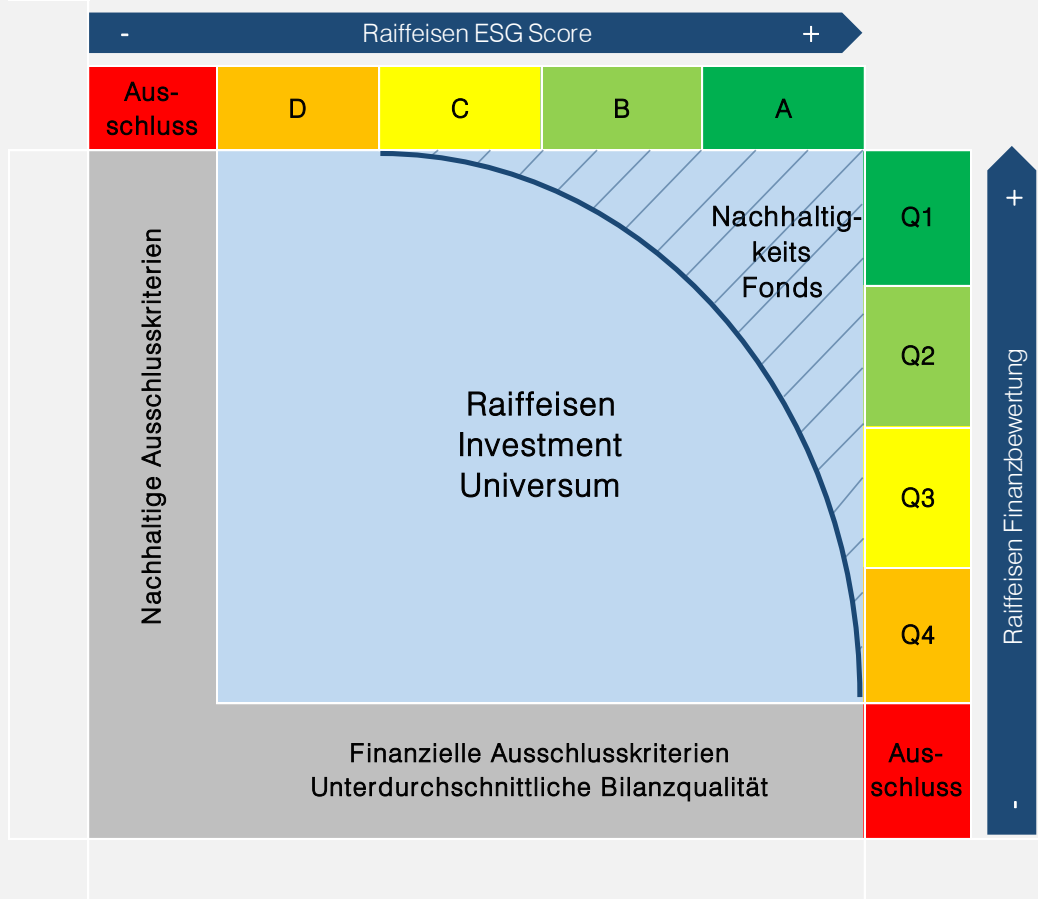 - Raiffeisen ESG Score +
Aus-
schluss
D
C
B
A
Nachhaltige Ausschlusskriterien
Nachhaltig-
keits
Fonds
Raiffeisen
Investment
Universum
Q1
Q2
Q3
Q4
Aus-
schluss
+
Raiffeisen Finanzbewertung
-
Finanzielle Ausschlusskriterien
Unterdurchschnittliche Bilanzqualität